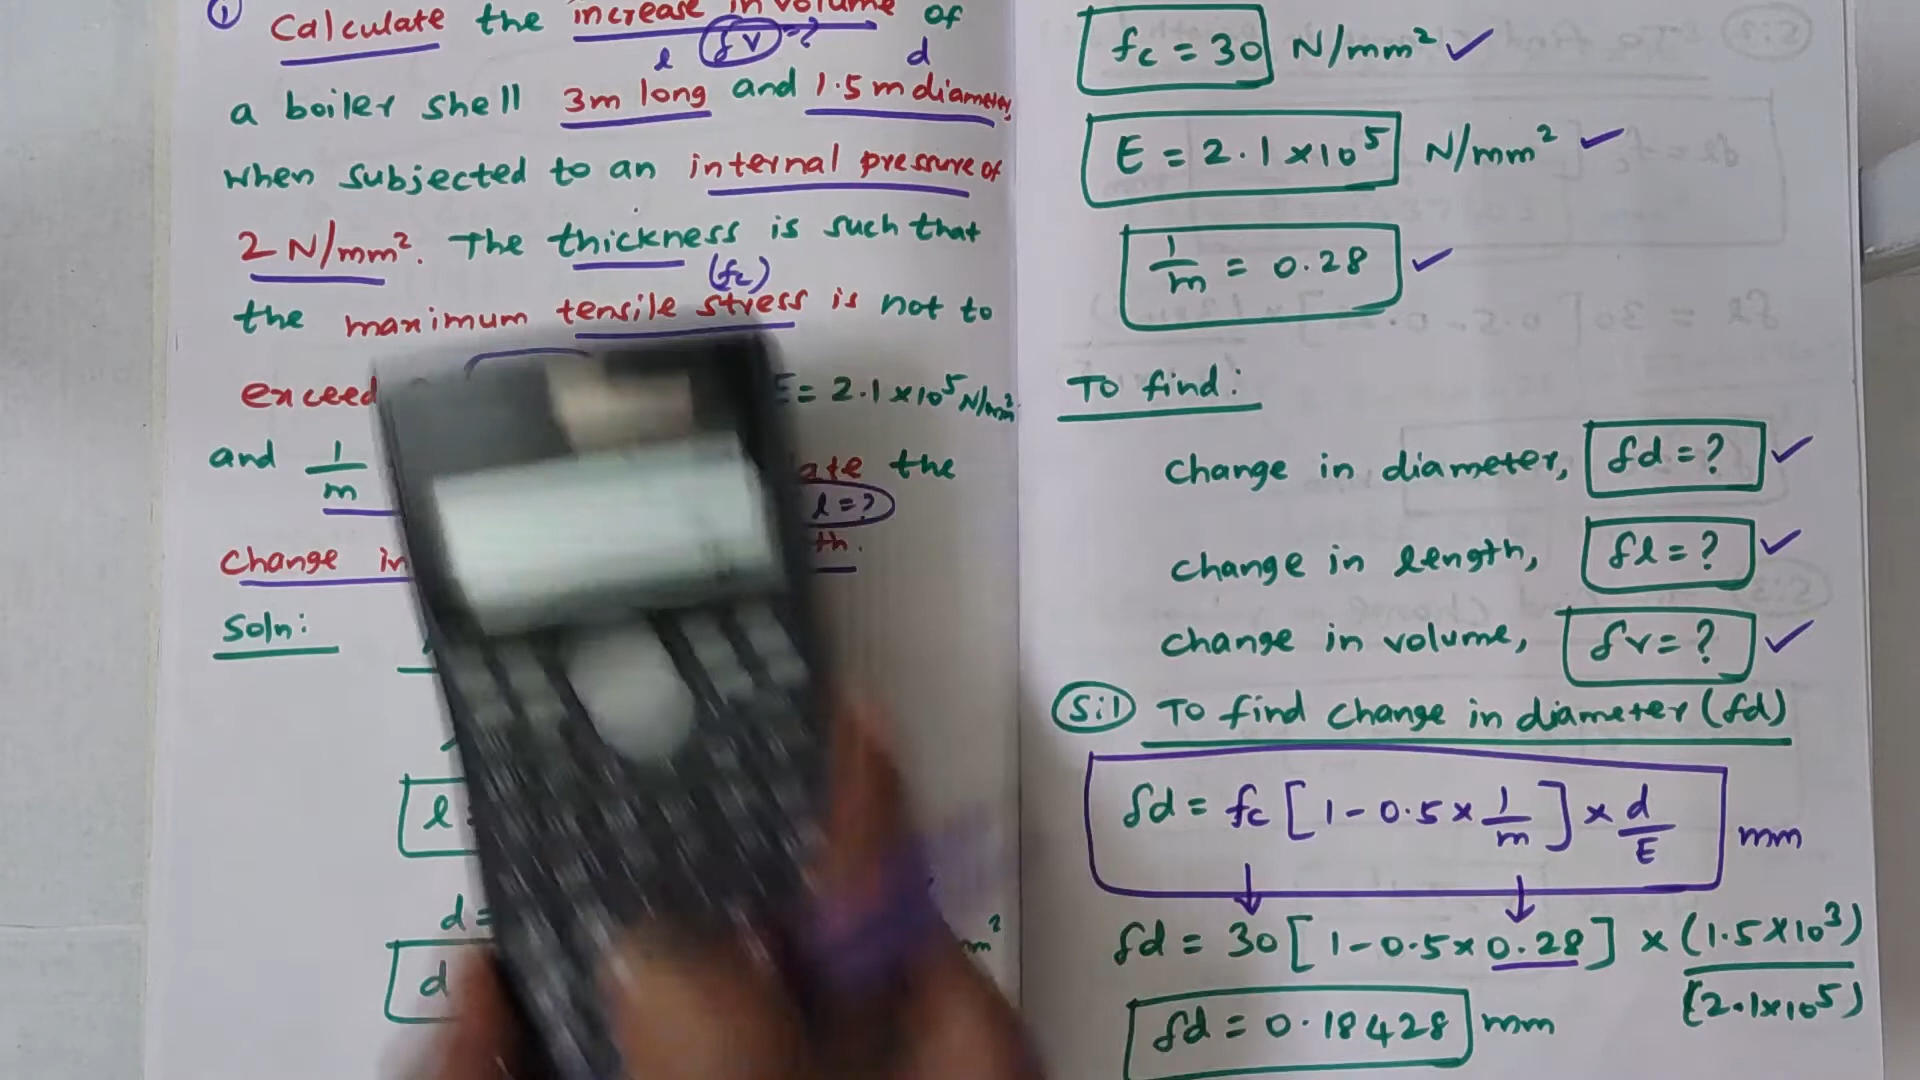 ① Calculate the increase in volume of
l δv=? d
a boiler shell 3m long and 1.5 m diameter,
when subjected to an internal pressure of
2 N/mm². The thickness is such that
(fc)
the maximum tensile stress is not to
exceed E = 2.1×10⁵ N/mm²
and 1/m the
l=?
change in
Soln:
l
d=
d
fc = 30 N/mm² ✓
E = 2.1×10⁵ N/mm² ✓
1/m = 0.28 ✓
To find:
change in diameter, δd = ? ✓
change in length, δl = ? ✓
change in volume, δv = ? ✓
S:1 To find change in diameter (δd)
δd = fc [1-0.5×1/m] × d/E mm
δd = 30 [1-0.5×0.28] × (1.5×10³)/(2.1×10⁵)
δd = 0.18428 mm